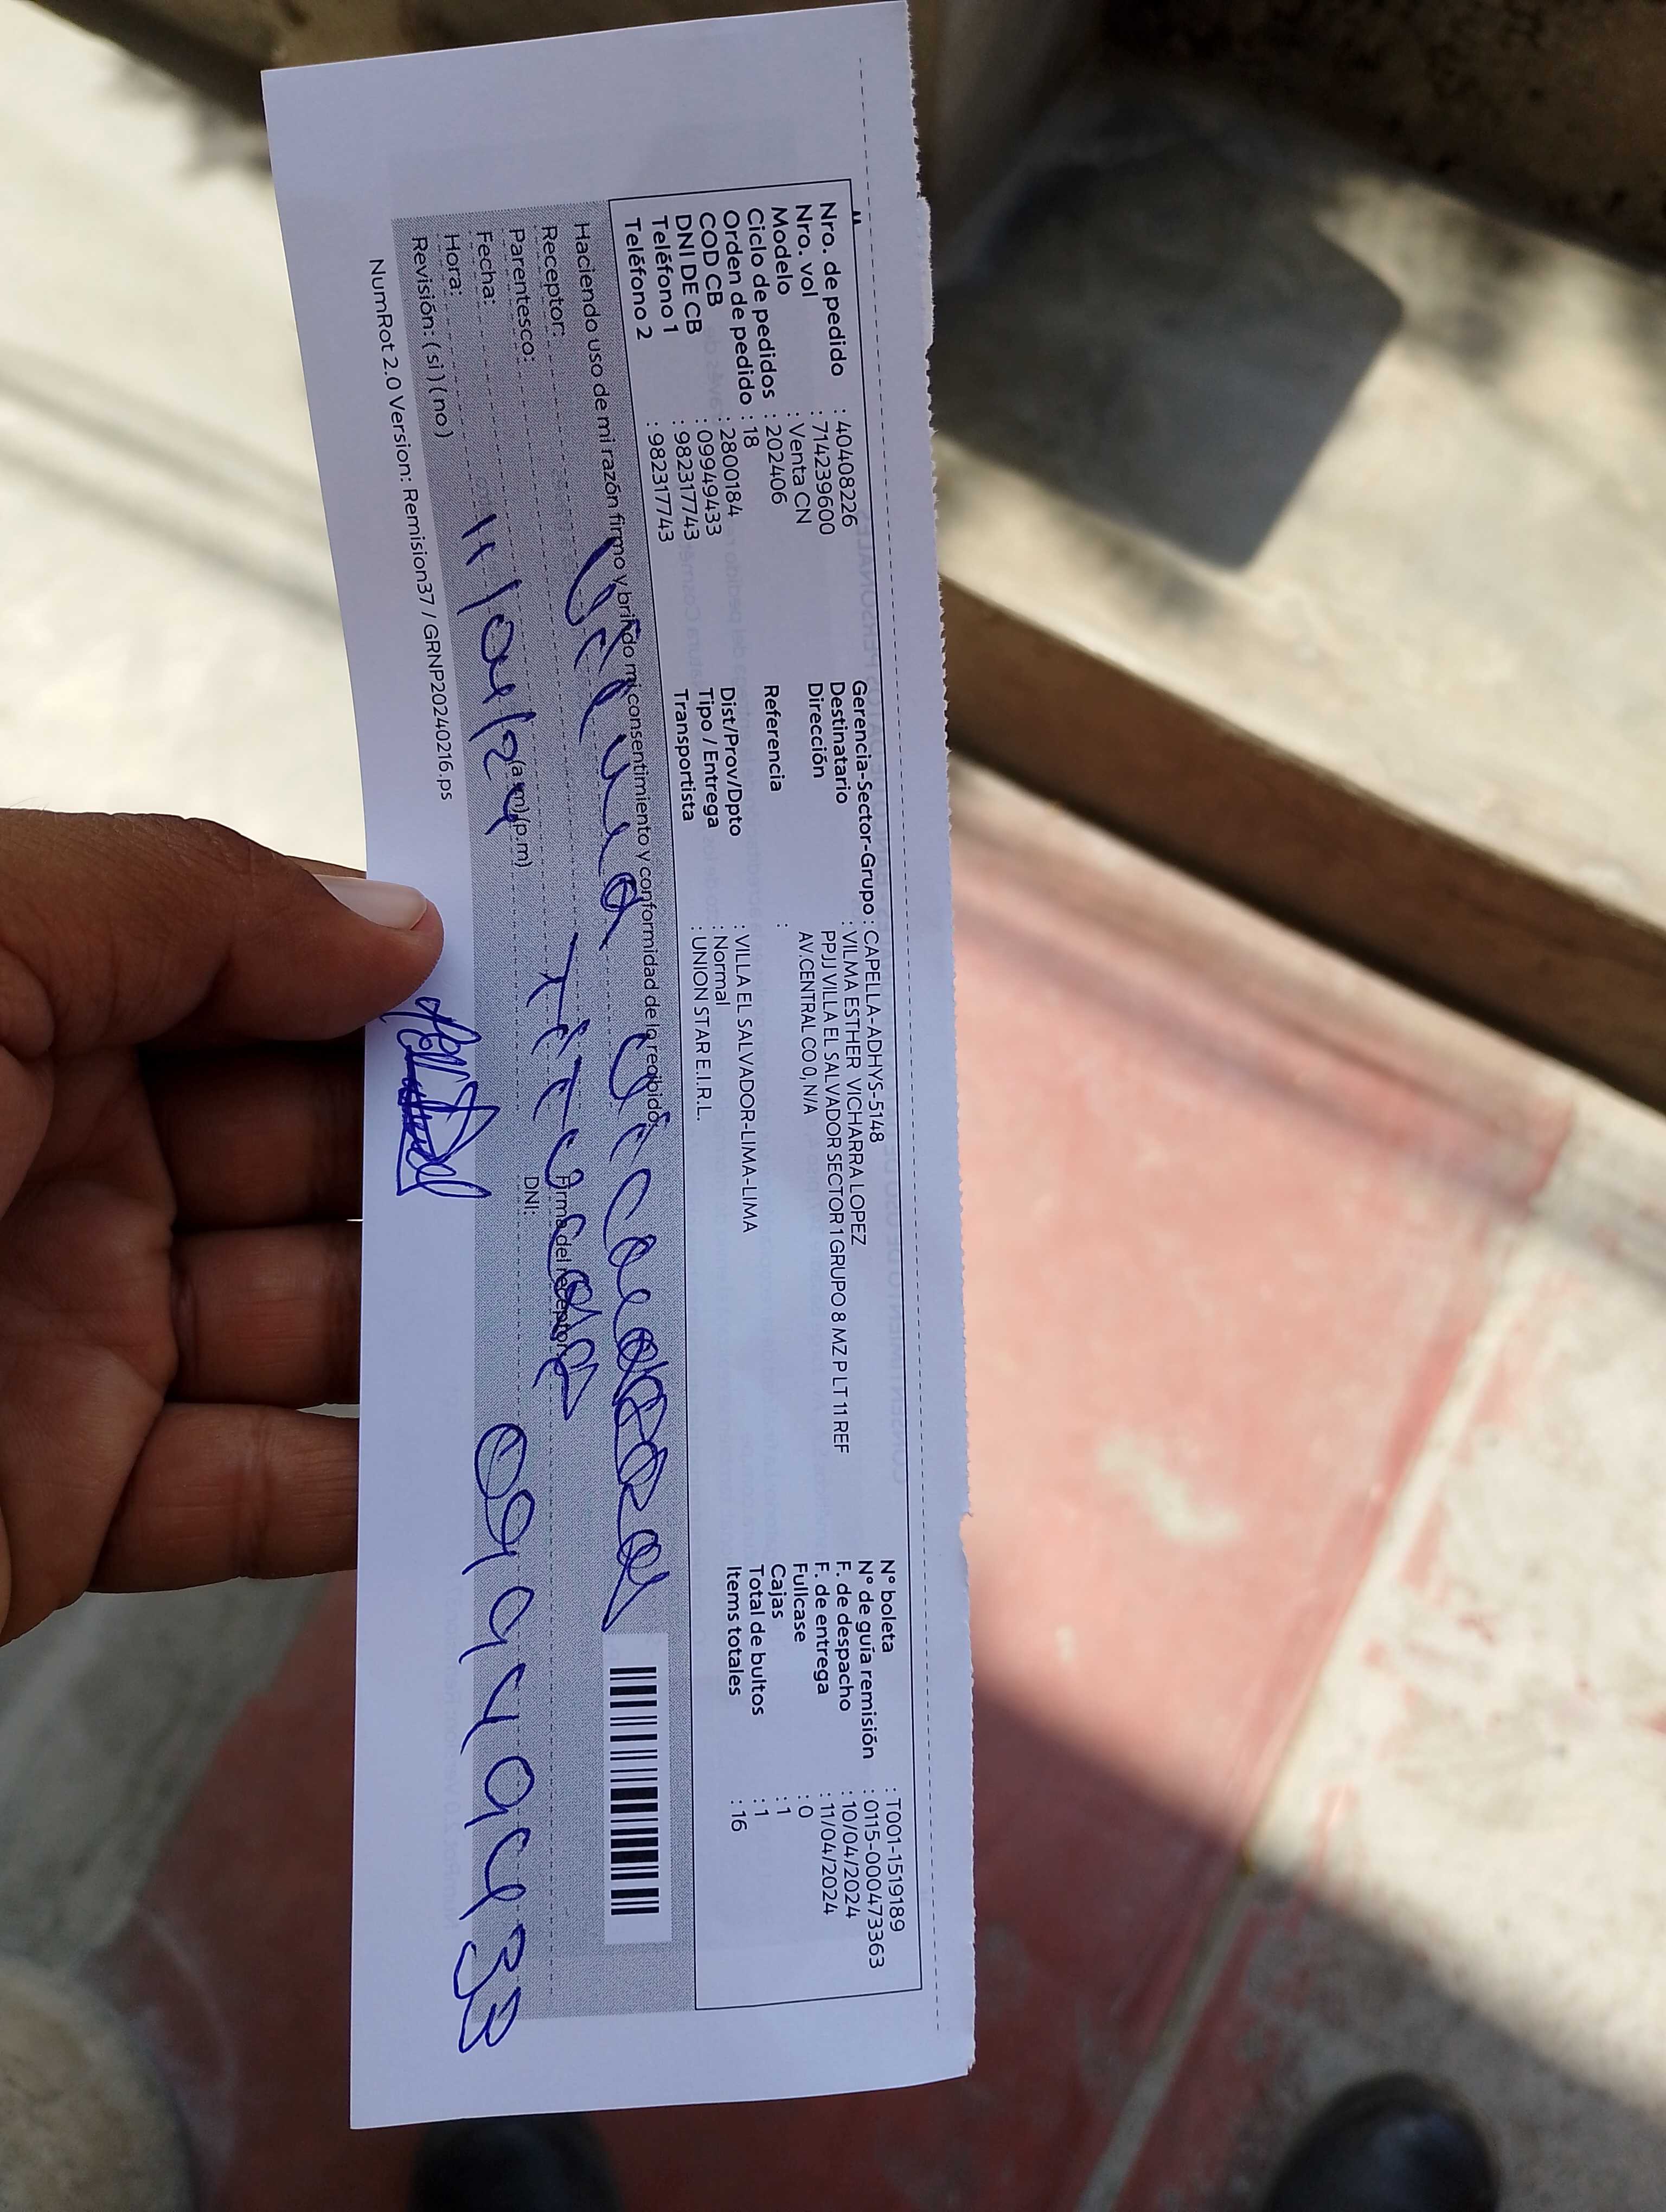 Nro. de pedido : 40408226
Nro. vol : 714239600
Modelo : Venta CN
Ciclo de pedidos : 202406
Orden de pedido : 18
COD CB : 2800184
DNI DE CB : 09949433
Teléfono 1 : 982317743
Teléfono 2 : 982317743
Gerencia-Sector-Grupo : CAPELLA-ADHYS-5148
Destinatario : VILMA ESTHER VICHARRA LOPEZ
Dirección PPJJ VILLA EL SALVADOR SECTOR 1 GRUPO 8 MZ P LT 11 REF
AV.CENTRAL CO 0, N/A
Referencia :
Dist/Prov/Dpto : VILLA EL SALVADOR-LIMA-LIMA
Tipo / Entrega : Normal
Transportista : UNION STAR E.I.R.L.
N° boleta : T001-1519189
N° de guía remisión : 0115-000473363
F. de despacho : 10/04/2024
F. de entrega : 11/04/2024
Fullcase : 0
Cajas : 1
Total de bultos : 1
Items totales : 16
Haciendo uso de mi razón firmo y brindo mi consentimiento y conformidad de lo recibido.
Receptor: Vilma
Parentesco: Titular Firma del receptor
Fecha: 11/04/24 DNI: 09949433
Hora: (a.m) (p.m)
Revisión: (si) (no)
NumRot 2.0 Version: Remision37 / GRNP20240216.ps